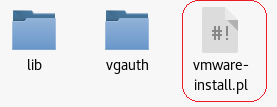 #!
lib
vgauth
vmware-
install.pl